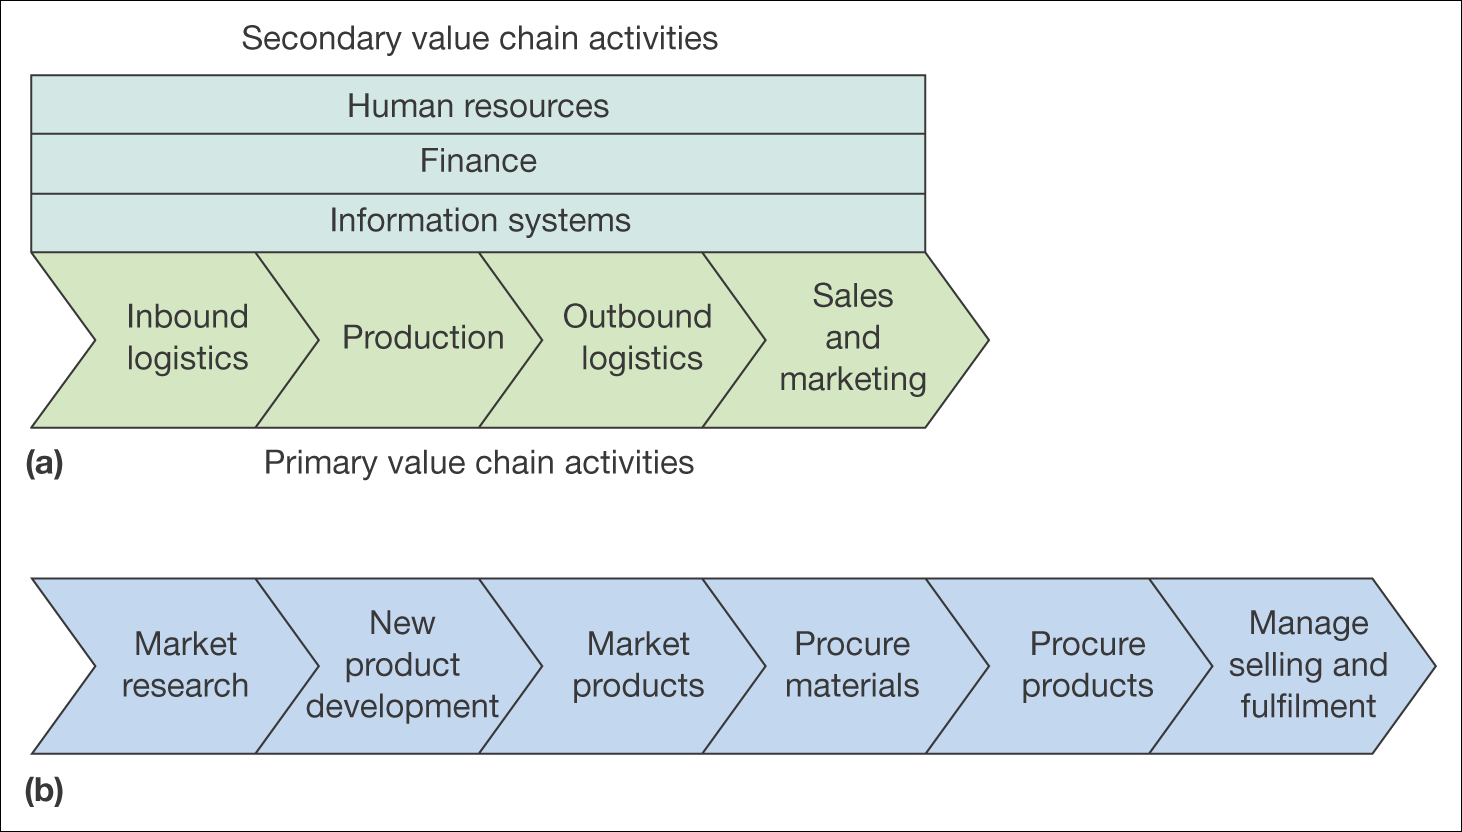 Secondary value chain activities
Human resources
Finance
Information systems
Inbound
logistics
Production
Outbound
logistics
Sales
and
marketing
(a)
Primary value chain activities
Market
research
New
product
development
Market
products
Procure
materials
Procure
products
Manage
selling and
fulfilment
(b)